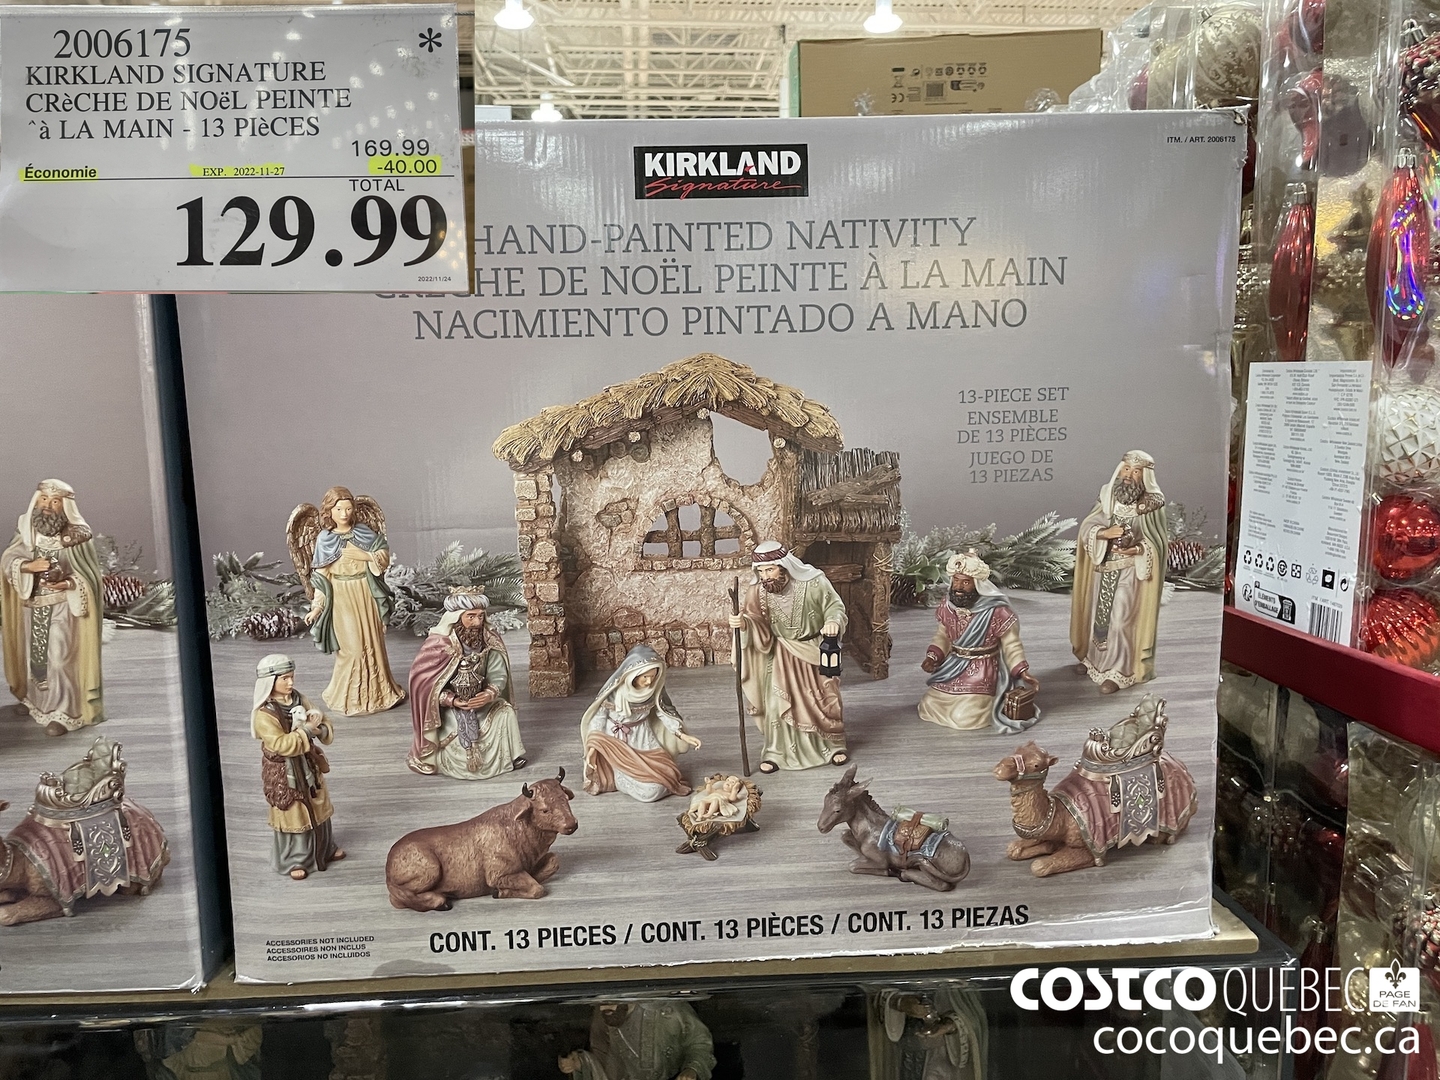 2006175 *
KIRKLAND SIGNATURE
CRèCHE DE NOëL PEINTE
^à LA MAIN - 13 PIèCES
169.99
Économie EXP. 2022-11-27 -40.00
TOTAL
129.99
2022/11/24
ITM. / ART. 2006175
KIRKLAND
Signature
HAND-PAINTED NATIVITY
CRÈCHE DE NOËL PEINTE À LA MAIN
NACIMIENTO PINTADO A MANO
13-PIECE SET
ENSEMBLE
DE 13 PIÈCES
JUEGO DE
13 PIEZAS
ACCESSORIES NOT INCLUDED
ACCESSOIRES NON INCLUS
ACCESORIOS NO INCLUIDOS
CONT. 13 PIECES / CONT. 13 PIÈCES / CONT. 13 PIEZAS
ÉLÉMENTS
D'EMBALLAGE
COSTCO QUÉBEC
PAGE
DE FAN
cocoquebec.ca